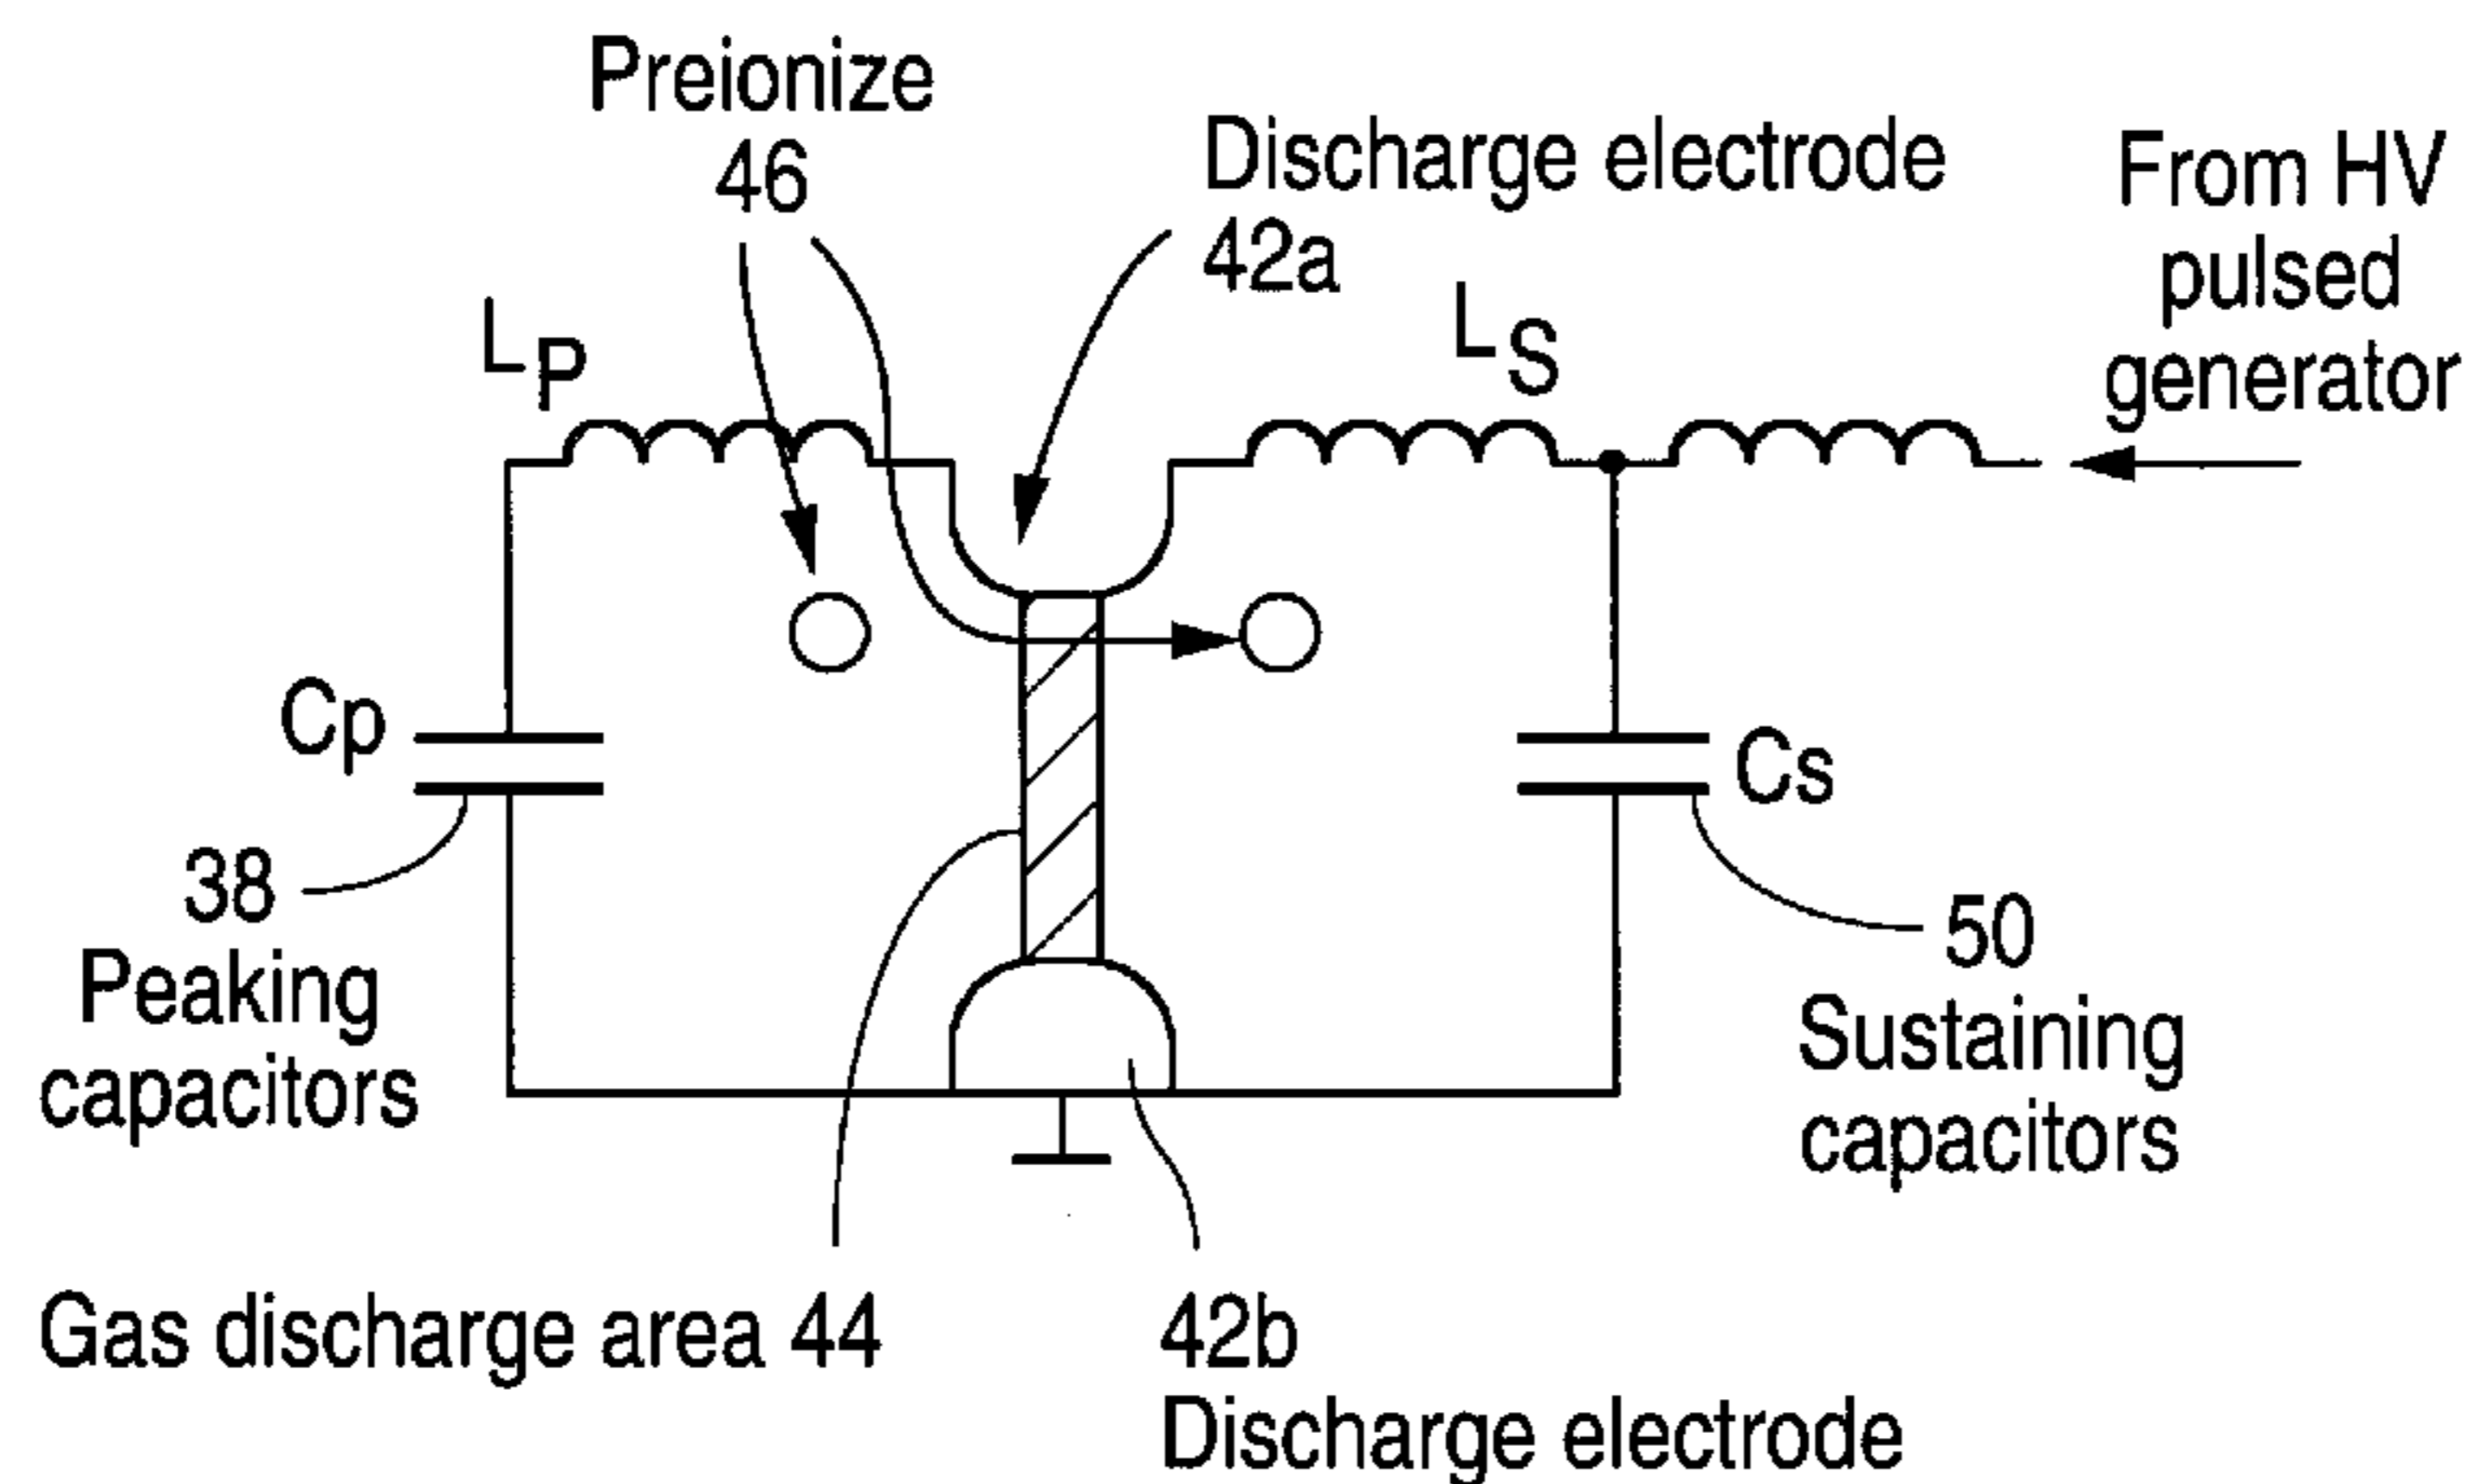 Preionize
46
Discharge electrode
42a
From HV
pulsed
generator
LP
LS
Cp
Cs
38
Peaking
capacitors
50
Sustaining
capacitors
Gas discharge area 44
42b
Discharge electrode